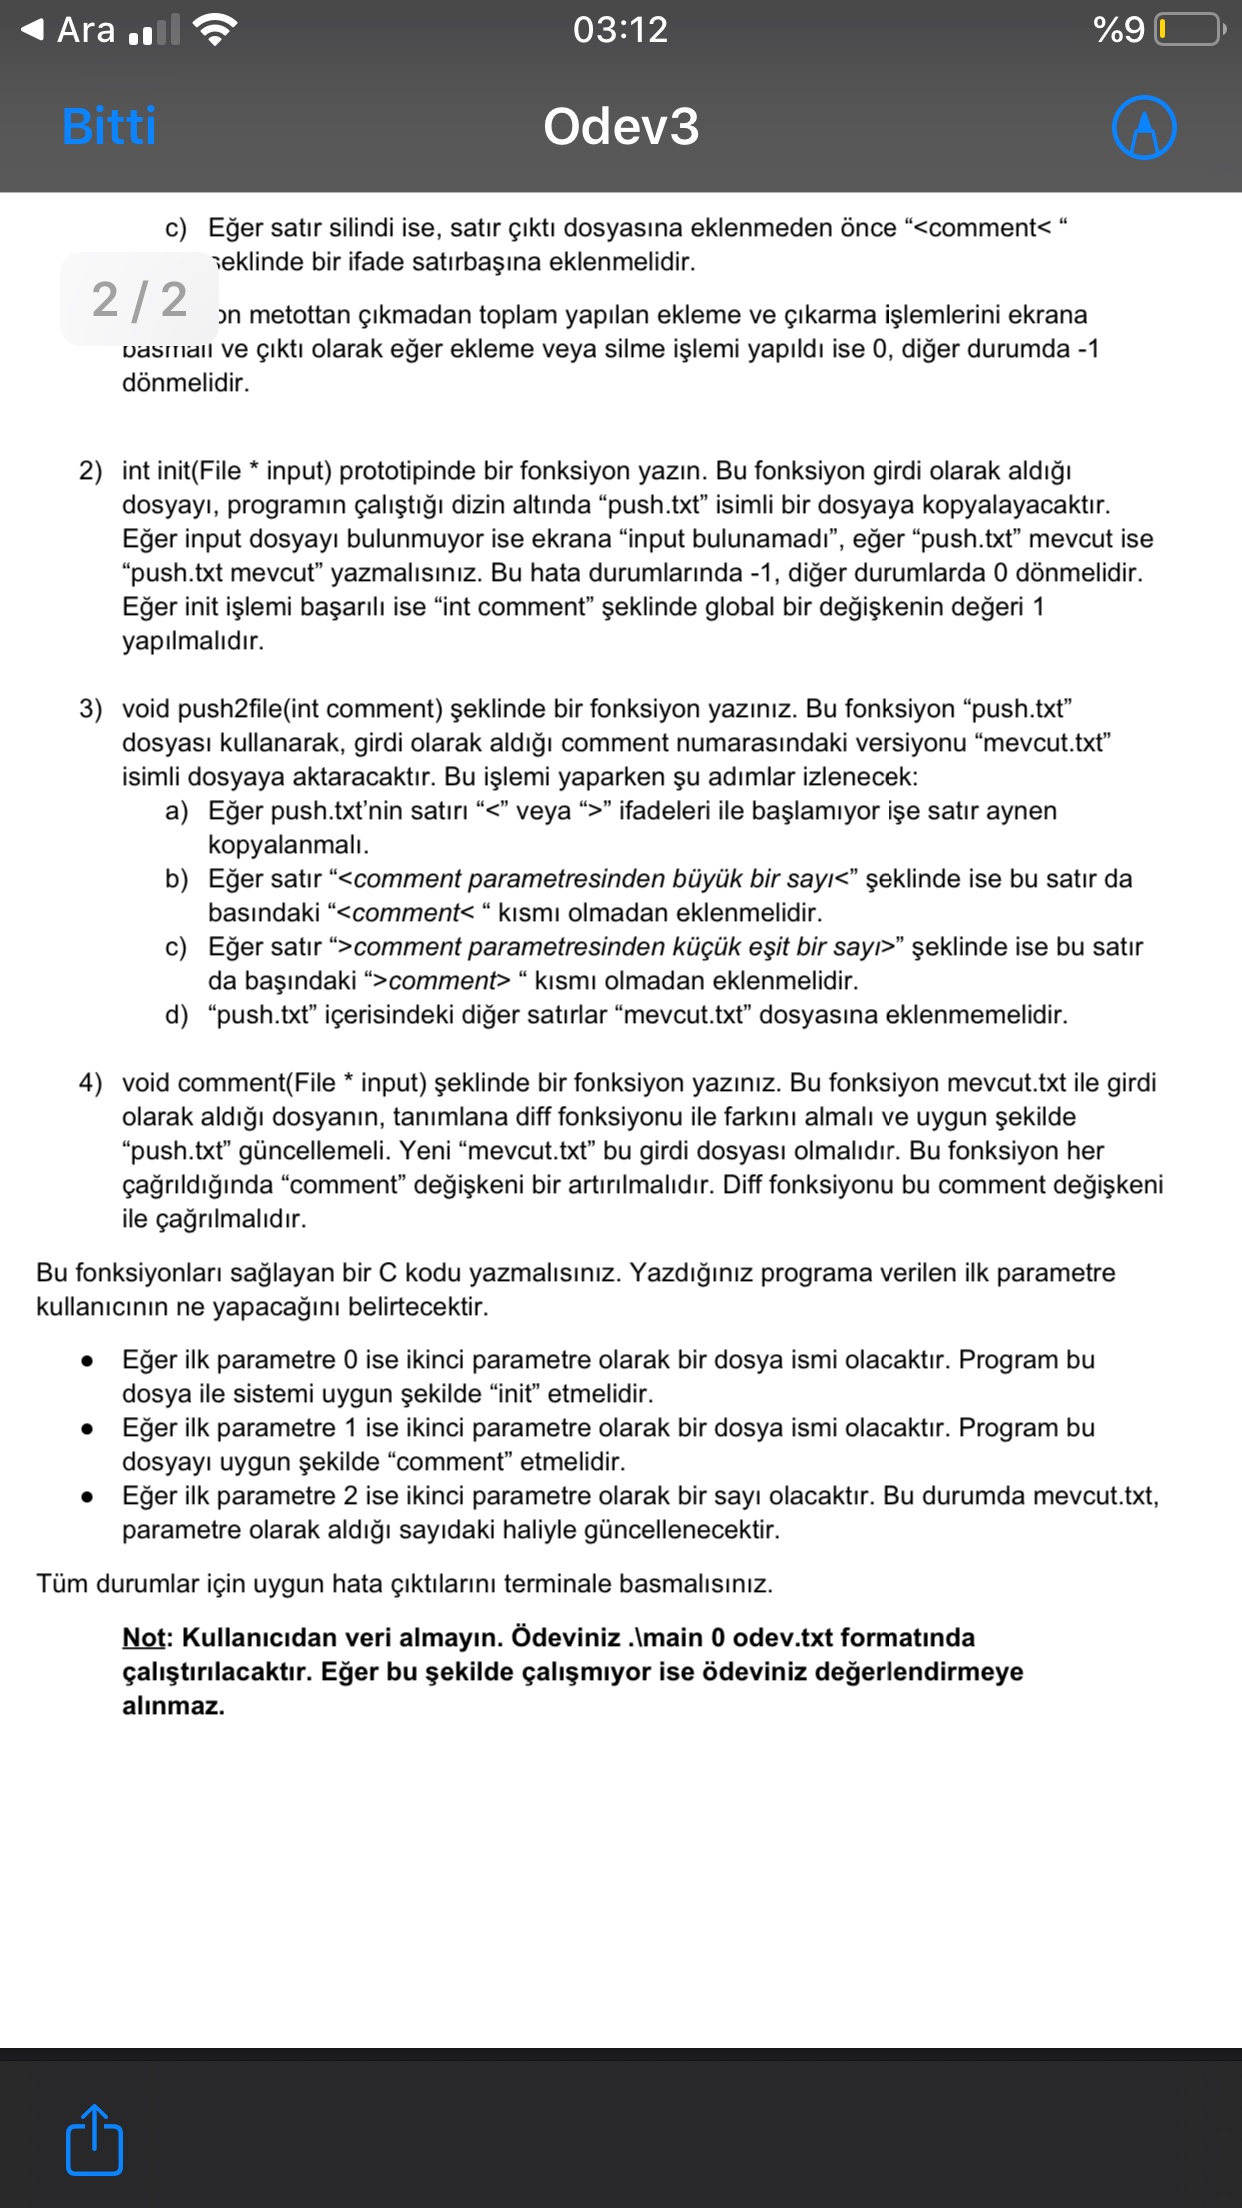 Ara
03:12
%9
Bitti
Odev3
c) Eğer satır silindi ise, satır çıktı dosyasına eklenmeden önce “<comment< “
şeklinde bir ifade satırbaşına eklenmelidir.
2 / 2
metottan çıkmadan toplam yapılan ekleme ve çıkarma işlemlerini ekrana
basmalı ve çıktı olarak eğer ekleme veya silme işlemi yapıldı ise 0, diğer durumda -1
dönmelidir.
2) int init(File * input) prototipinde bir fonksiyon yazın. Bu fonksiyon girdi olarak aldığı
dosyayı, programın çalıştığı dizin altında “push.txt” isimli bir dosyaya kopyalayacaktır.
Eğer input dosyayı bulunmuyor ise ekrana “input bulunamadı”, eğer “push.txt” mevcut ise
“push.txt mevcut” yazmalısınız. Bu hata durumlarında -1, diğer durumlarda 0 dönmelidir.
Eğer init işlemi başarılı ise “int comment” şeklinde global bir değişkenin değeri 1
yapılmalıdır.
3) void push2file(int comment) şeklinde bir fonksiyon yazınız. Bu fonksiyon “push.txt”
dosyası kullanarak, girdi olarak aldığı comment numarasındaki versiyonu “mevcut.txt”
isimli dosyaya aktaracaktır. Bu işlemi yaparken şu adımlar izlenecek:
a) Eğer push.txt’nin satırı “<” veya “>” ifadeleri ile başlamıyor işe satır aynen
kopyalanmalı.
b) Eğer satır “<comment parametresinden büyük bir sayı<” şeklinde ise bu satır da
basındaki “<comment< “ kısmı olmadan eklenmelidir.
c) Eğer satır “>comment parametresinden küçük eşit bir sayı>” şeklinde ise bu satır
da başındaki “>comment> “ kısmı olmadan eklenmelidir.
d) “push.txt” içerisindeki diğer satırlar “mevcut.txt” dosyasına eklenmemelidir.
4) void comment(File * input) şeklinde bir fonksiyon yazınız. Bu fonksiyon mevcut.txt ile girdi
olarak aldığı dosyanın, tanımlana diff fonksiyonu ile farkını almalı ve uygun şekilde
“push.txt” güncellemeli. Yeni “mevcut.txt” bu girdi dosyası olmalıdır. Bu fonksiyon her
çağrıldığında “comment” değişkeni bir artırılmalıdır. Diff fonksiyonu bu comment değişkeni
ile çağrılmalıdır.
Bu fonksiyonları sağlayan bir C kodu yazmalısınız. Yazdığınız programa verilen ilk parametre
kullanıcının ne yapacağını belirtecektir.
● Eğer ilk parametre 0 ise ikinci parametre olarak bir dosya ismi olacaktır. Program bu
dosya ile sistemi uygun şekilde “init” etmelidir.
● Eğer ilk parametre 1 ise ikinci parametre olarak bir dosya ismi olacaktır. Program bu
dosyayı uygun şekilde “comment” etmelidir.
● Eğer ilk parametre 2 ise ikinci parametre olarak bir sayı olacaktır. Bu durumda mevcut.txt,
parametre olarak aldığı sayıdaki haliyle güncellenecektir.
Tüm durumlar için uygun hata çıktılarını terminale basmalısınız.
Not: Kullanıcıdan veri almayın. Ödeviniz .\main 0 odev.txt formatında
çalıştırılacaktır. Eğer bu şekilde çalışmıyor ise ödeviniz değerlendirmeye
alınmaz.